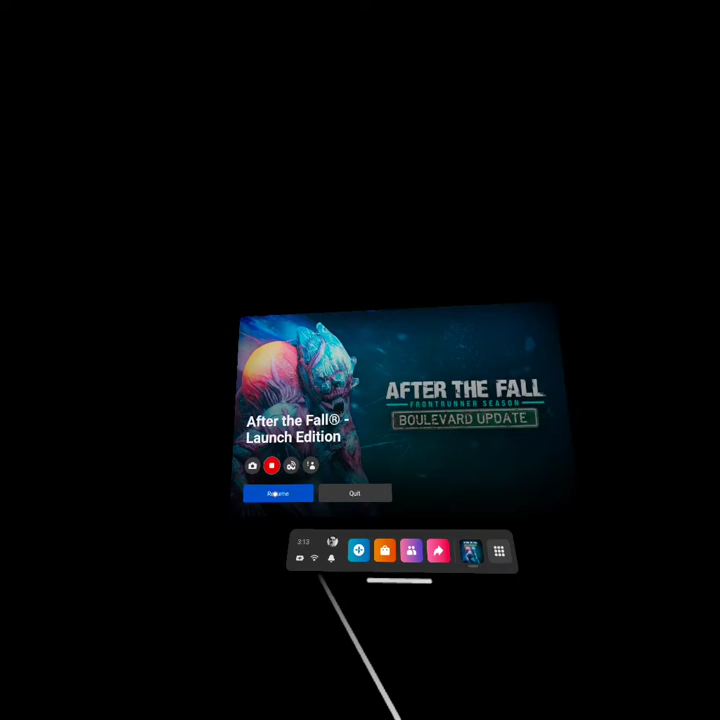 AFTER THE FALL
FRONTRUNNER SEASON
BOULEVARD UPDATE
After the Fall® -
Launch Edition
Resume
Quit
3:13